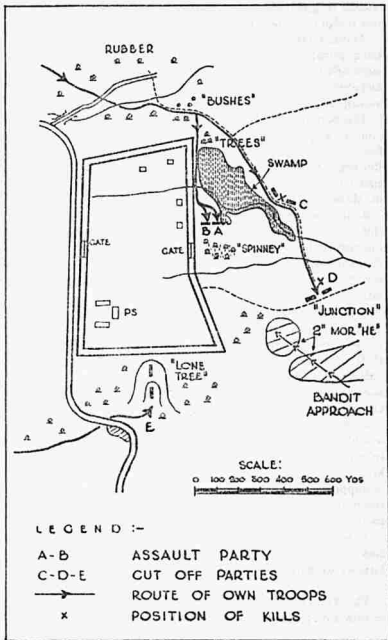 RUBBER
"BUSHES"
"TREES"
SWAMP
C
B A
GATE
GATE
"SPINNEY"
D
"JUNCTION"
PS
2" MOR "HE"
"LONE
TREE"
BANDIT
APPROACH
E
SCALE:
0 100 200 300 400 500 600 YDS
LEGEND:-
A-B ASSAULT PARTY
C-D-E CUT OFF PARTIES
ROUTE OF OWN TROOPS
x POSITION OF KILLS